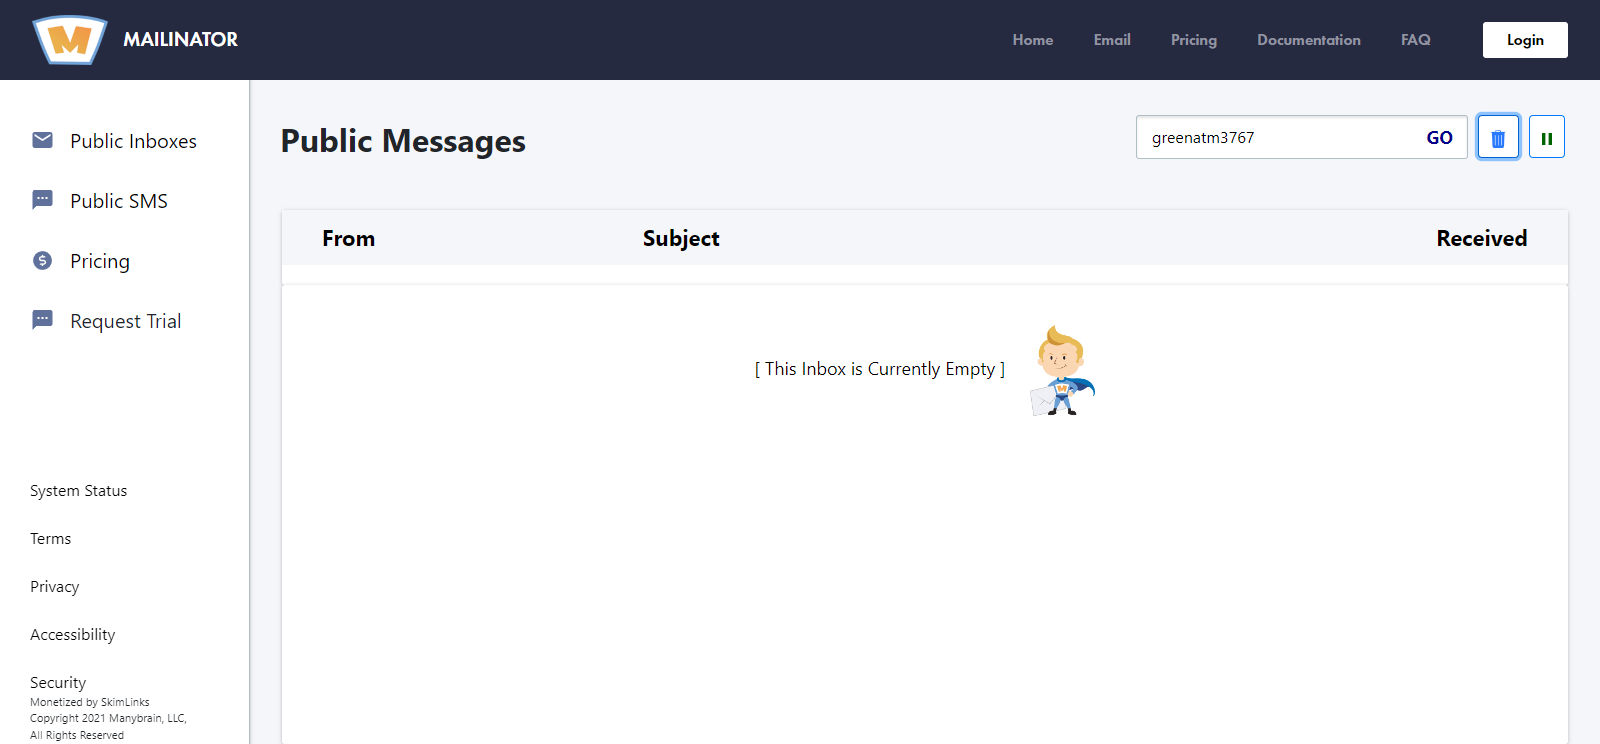 MAILINATOR
Home Email Pricing Documentation FAQ Login
Public Inboxes
Public SMS
Pricing
Request Trial
System Status
Terms
Privacy
Accessibility
Security
Monetized by SkimLinks
Copyright 2021 Manybrain, LLC,
All Rights Reserved
Public Messages
greenatm3767 GO
From Subject Received
[ This Inbox is Currently Empty ]